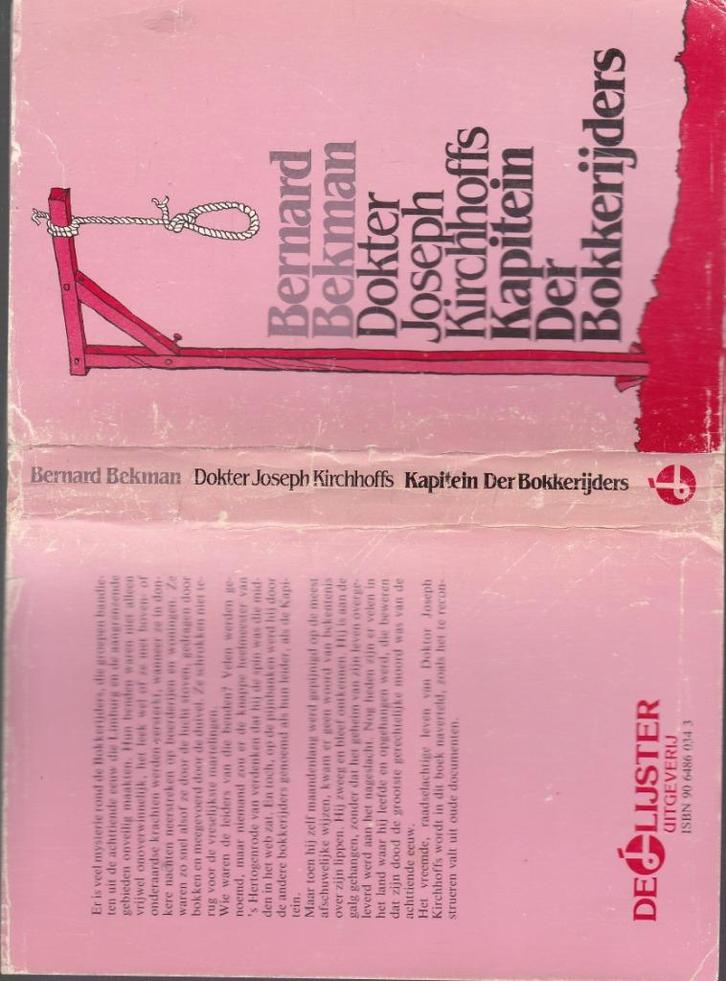 Bernard
Bekman
Dokter
Joseph
Kirchhoffs
Kapitein
Der
Bokkerijders
Bernard Bekman Dokter Joseph Kirchhoffs Kapitein Der Bokkerijders
Er is veel mysterie rond de Bokkerijders, die groepen bandie-
ten uit de achttiende eeuw die Limburg en de aangrenzende
gebieden onveilig maakten. Hun benden waren niet alleen
vrijwel onoverwinnelijk, het leek wel of ze met boven- of
onderaardse krachten werden versterkt, wanneer ze in don-
kere nachten neerstreken op boerderijen en woningen. Ze
waren zo snel alsof ze door de lucht stoven, gedragen door
bokken en meegevoerd door de duivel. Ze schrokken niet te-
rug voor de vreselijkste martelingen.
Wie waren de leiders van die benden? Velen werden ge-
noemd, maar niemand zou er de knappe heelmeester van
's Hertogenrode van verdenken dat hij de spin was die mid-
den in het web zat. En toch, op de pijnbanken werd hij door
de andere bokkerijders genoemd als hun leider, als de Kapi-
tein.
Maar toen hij zelf maandenlang werd gepijnigd op de meest
afschuwelijke wijzen, kwam er geen woord van bekentenis
over zijn lippen. Hij zweeg en bleef ontkennen. Hij is aan de
galg gehangen, zonder dat het geheim van zijn leven overge-
leverd werd aan het nageslacht. Nog heden zijn er velen in
het land waar hij leefde en opgehangen werd, die beweren
dat zijn dood de grootste gerechtelijke moord was van de
achttiende eeuw.
Het vreemde, raadselachtige leven van Doktor Joseph
Kirchhoffs wordt in dit boek naverteld, zoals het te recon-
strueren valt uit oude documenten.
DE LIJSTER
UITGEVERIJ
ISBN 90 6486 034 3